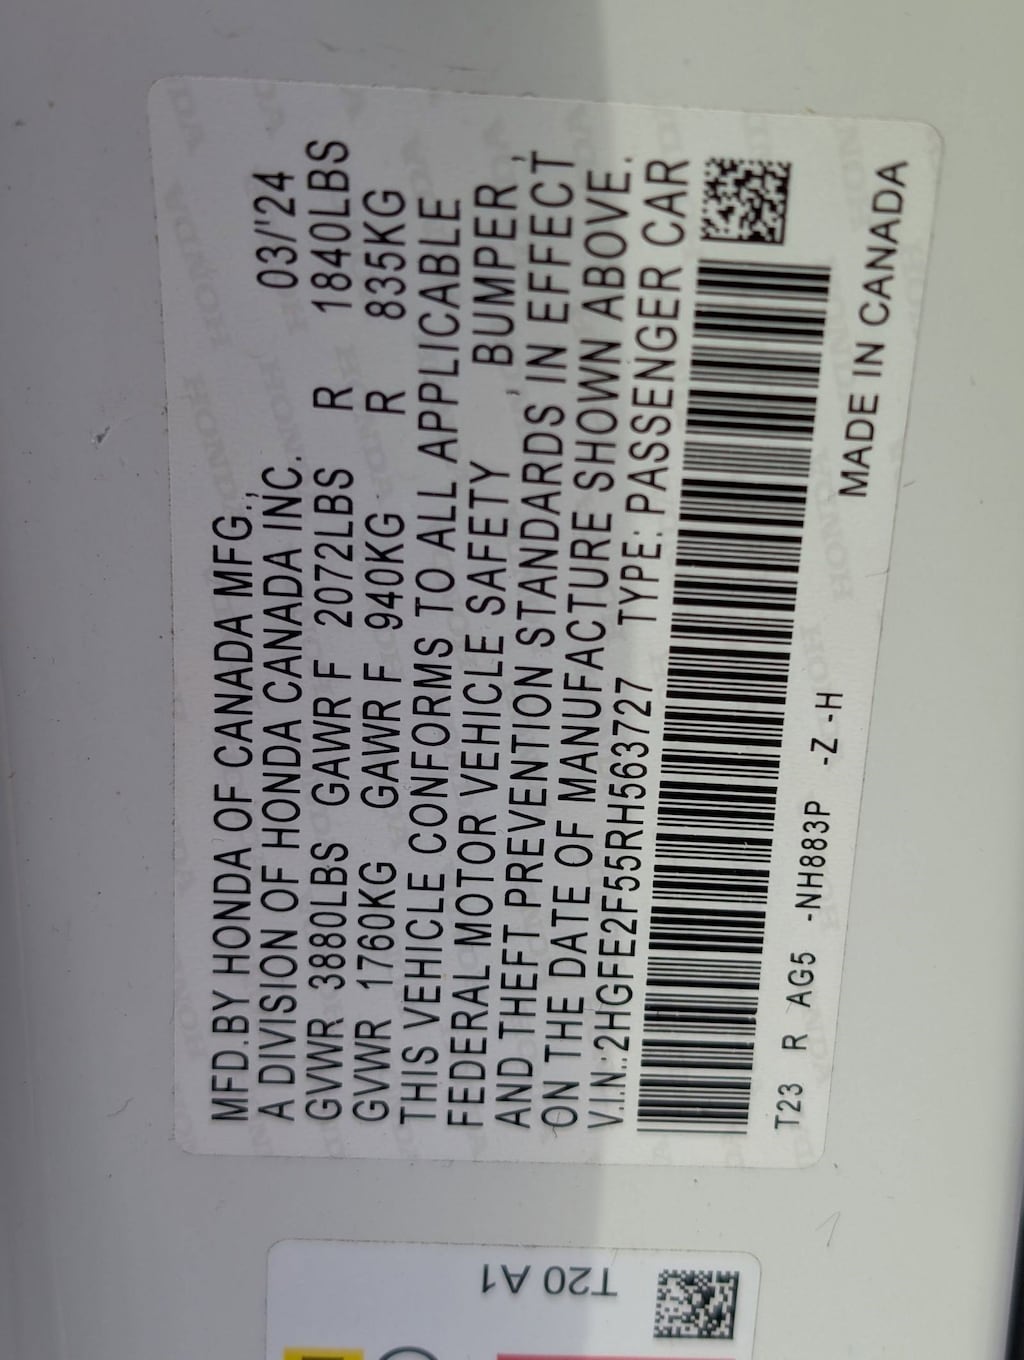 MFD.BY HONDA OF CANADA MFG.,
A DIVISION OF HONDA CANADA INC. 03/'24
GVWR 3880LBS GAWR F 2072LBS R 1840LBS
GVWR 1760KG GAWR F 940KG R 835KG
THIS VEHICLE CONFORMS TO ALL APPLICABLE
FEDERAL MOTOR VEHICLE SAFETY , BUMPER ,
AND THEFT PREVENTION STANDARDS IN EFFECT
ON THE DATE OF MANUFACTURE SHOWN ABOVE.
V.I.N.:2HGFE2F55RH563727 TYPE:PASSENGER CAR
T23 R AG5 -NH883P -Z -H MADE IN CANADA
T20 A1